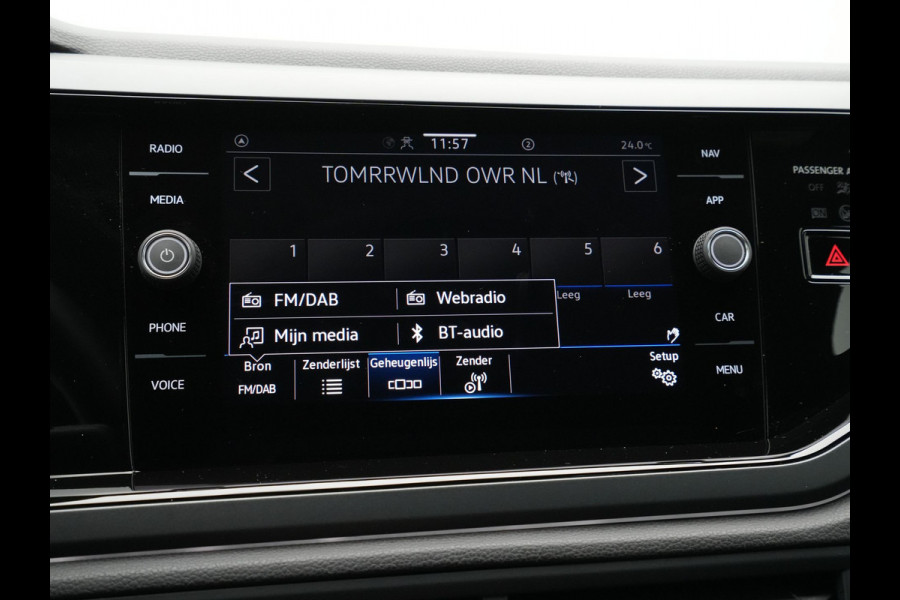 RADIO
MEDIA
PHONE
VOICE
11:57
2
24.0°C
TOMRRWLND OWR NL
1 2 3 4 5 6
Leeg Leeg
FM/DAB Webradio
Mijn media BT-audio
Bron Zenderlijst Geheugenlijs Zender Setup
FM/DAB
NAV
APP
CAR
MENU
PASSENGER A
OFF